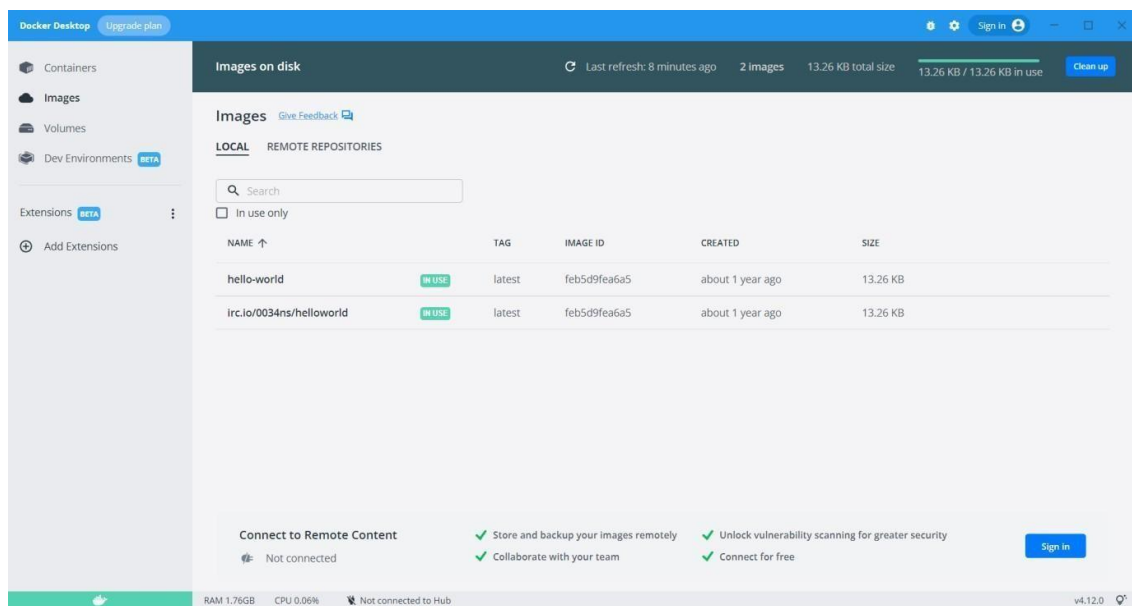 Docker Desktop Upgrade plan Sign in
Containers
Images
Volumes
Dev Environments BETA
Extensions BETA
Add Extensions
Images on disk Last refresh: 8 minutes ago 2 images 13.26 KB total size 13.26 KB / 13.26 KB in use Clean up
Images Give Feedback
LOCAL REMOTE REPOSITORIES
Search
In use only
NAME TAG IMAGE ID CREATED SIZE
hello-world IN USE latest feb5d9fea6a5 about 1 year ago 13.26 KB
irc.io/0034ns/helloworld IN USE latest feb5d9fea6a5 about 1 year ago 13.26 KB
Connect to Remote Content
Not connected
Store and backup your images remotely
Collaborate with your team
Unlock vulnerability scanning for greater security
Connect for free
Sign in
RAM 1.76GB CPU 0.06% Not connected to Hub v4.12.0